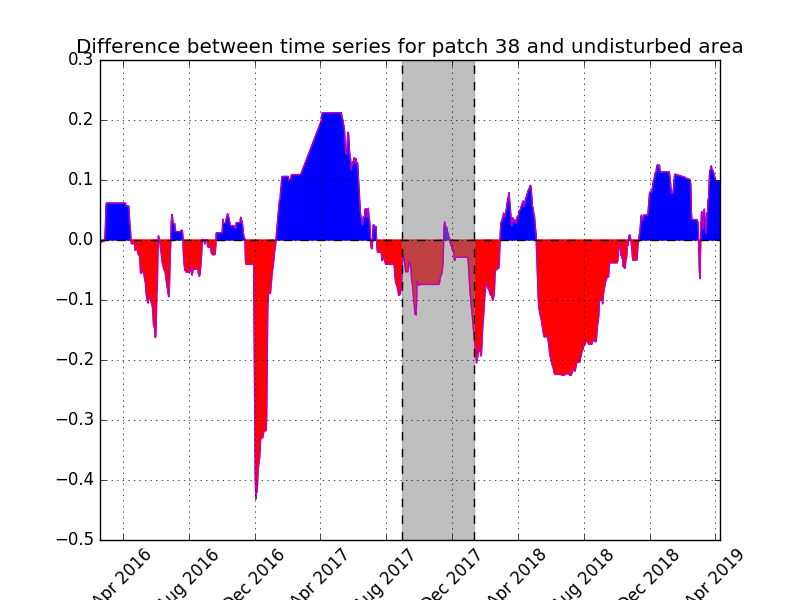 Difference between time series for patch 38 and undisturbed area
0.3
0.2
0.1
0.0
−0.1
−0.2
−0.3
−0.4
−0.5
Apr 2016
Aug 2016
Dec 2016
Apr 2017
Aug 2017
Dec 2017
Apr 2018
Aug 2018
Dec 2018
Apr 2019